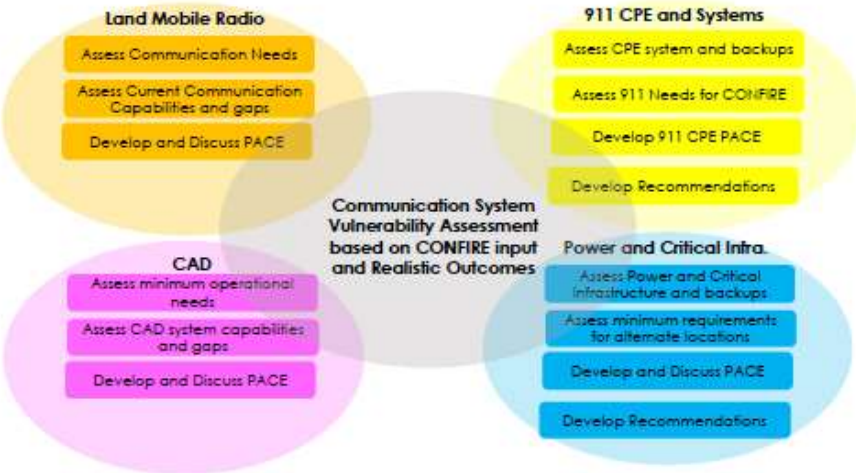 Land Mobile Radio
Assess Communication Needs
Assess Current Communication
Capabilities and gaps
Develop and Discuss PACE
911 CPE and Systems
Assess CPE system and backups
Assess 911 Needs for CONFIRE
Develop 911 CPE PACE
Develop Recommendations
Communication System
Vulnerability Assessment
based on CONFIRE input
and Realistic Outcomes
CAD
Assess minimum operational
needs
Assess CAD system capabilities
and gaps
Develop and Discuss PACE
Power and Critical Infra.
Assess Power and Critical
Infrastructure and backups
Assess minimum requirements
for alternate locations
Develop and Discuss PACE
Develop Recommendations